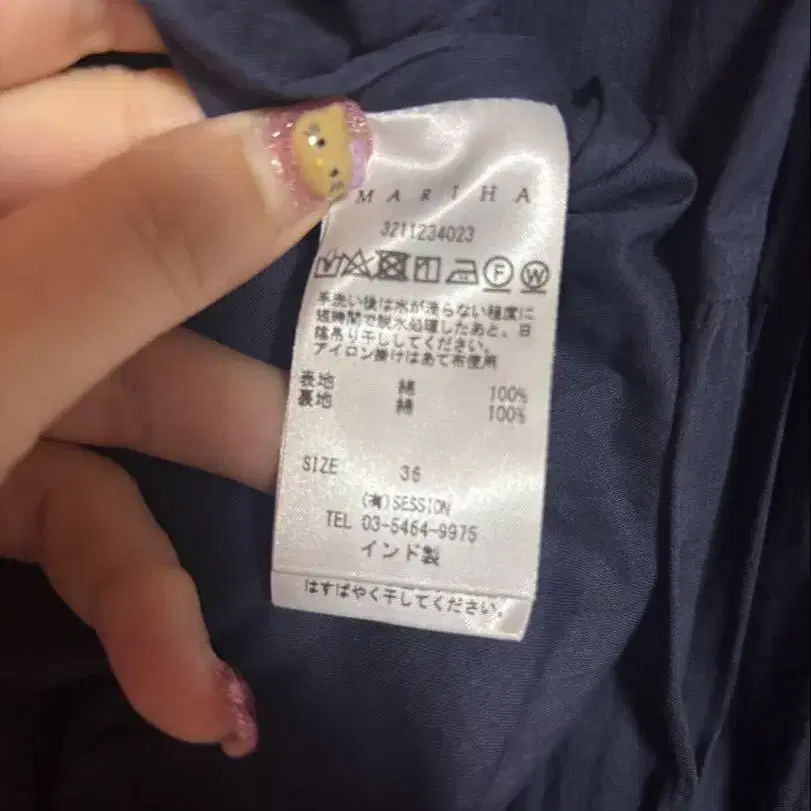 MARIHA
3211234023
F W
手洗い後は水が滴らない程度に
短時間で脱水処理したあと、日
陰吊り干ししてください。
アイロン掛けはあて布使用
表地 綿 100%
裏地 綿 100%
SIZE 36
(有)SESSION
TEL 03-5464-9975
インド製
はすばやく干してください。